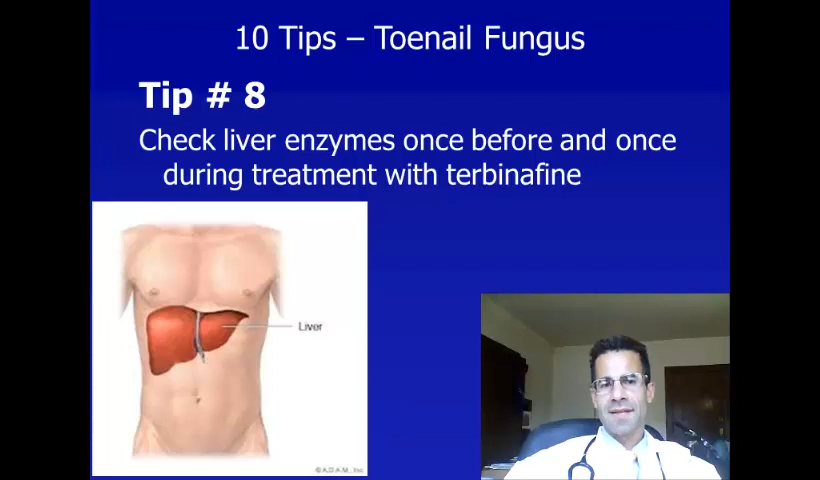 10 Tips – Toenail Fungus
Tip # 8
Check liver enzymes once before and once
during treatment with terbinafine
Liver
©A.D.A.M., Inc.